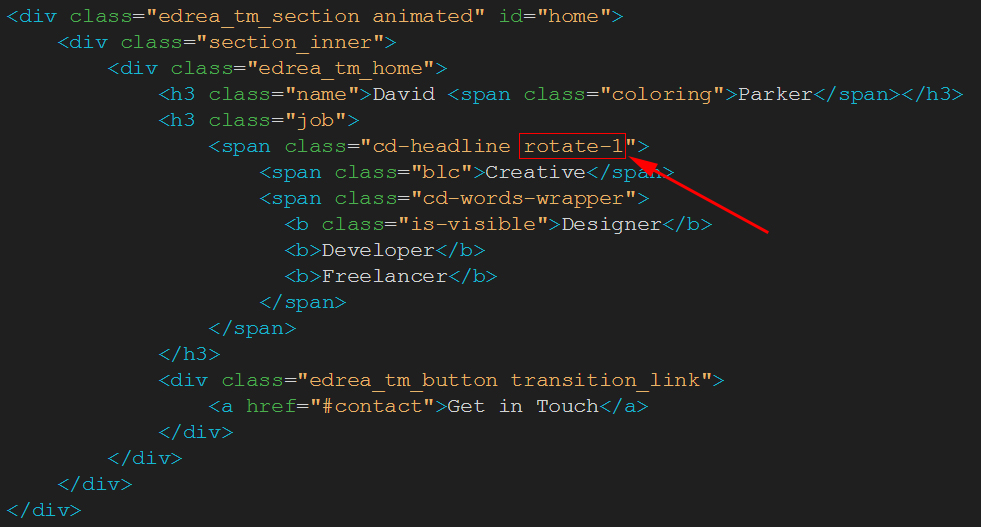 <div class="edrea_tm_section animated" id="home">
    <div class="section_inner">
        <div class="edrea_tm_home">
            <h3 class="name">David <span class="coloring">Parker</span></h3>
            <h3 class="job">
                <span class="cd-headline rotate-1">
                    <span class="blc">Creative</span>
                    <span class="cd-words-wrapper">
                      <b class="is-visible">Designer</b>
                      <b>Developer</b>
                      <b>Freelancer</b>
                    </span>
                </span>
            </h3>
            <div class="edrea_tm_button transition_link">
                <a href="#contact">Get in Touch</a>
            </div>
        </div>
    </div>
</div>